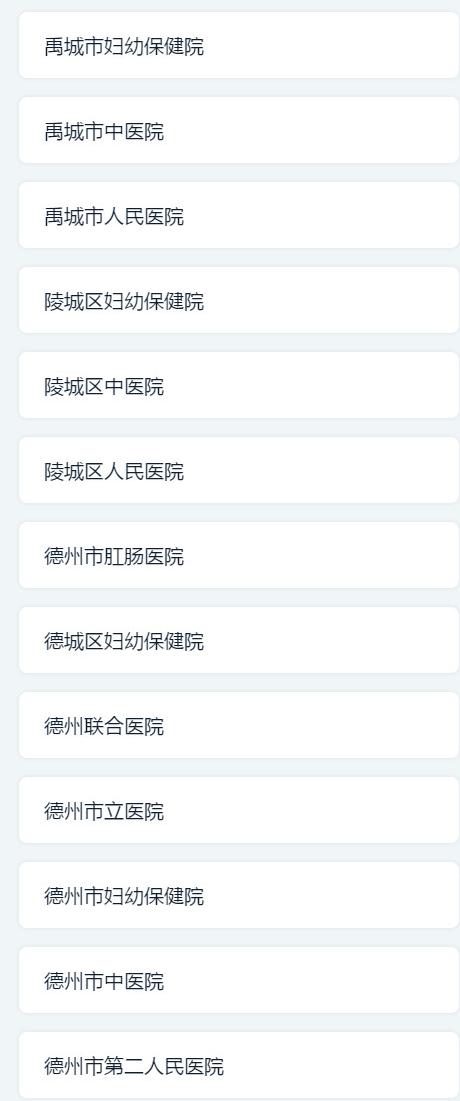 禹城市妇幼保健院
禹城市中医院
禹城市人民医院
陵城区妇幼保健院
陵城区中医院
陵城区人民医院
德州市肛肠医院
德城区妇幼保健院
德州联合医院
德州市立医院
德州市妇幼保健院
德州市中医院
德州市第二人民医院